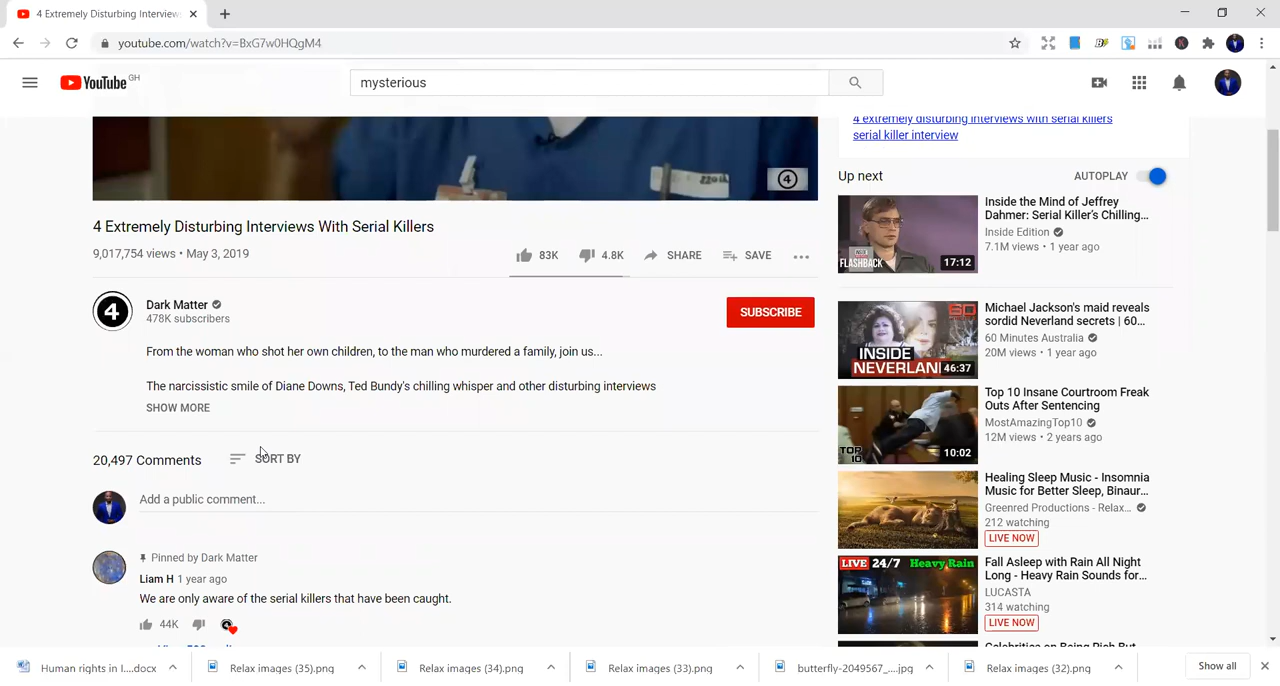 4 Extremely Disturbing Interview
youtube.com/watch?v=BxG7w0HQgM4
YouTube GH
mysterious
4 extremely disturbing interviews with serial killers
serial killer interview
Up next
AUTOPLAY
4
4 Extremely Disturbing Interviews With Serial Killers
9,017,754 views • May 3, 2019
83K
4.8K
SHARE
SAVE
4
Dark Matter
478K subscribers
SUBSCRIBE
From the woman who shot her own children, to the man who murdered a family, join us...
The narcissistic smile of Diane Downs, Ted Bundy's chilling whisper and other disturbing interviews
SHOW MORE
20,497 Comments
SORT BY
Add a public comment...
Pinned by Dark Matter
Liam H 1 year ago
We are only aware of the serial killers that have been caught.
44K
FLASHBACK
17:12
Inside the Mind of Jeffrey
Dahmer: Serial Killer's Chilling...
Inside Edition
7.1M views • 1 year ago
60
INSIDE
NEVERLAN
46:37
Michael Jackson's maid reveals
sordid Neverland secrets | 60...
60 Minutes Australia
20M views • 1 year ago
TOP
10
10:02
Top 10 Insane Courtroom Freak
Outs After Sentencing
MostAmazingTop10
12M views • 2 years ago
Healing Sleep Music - Insomnia
Music for Better Sleep, Binaur...
Greenred Productions - Relax...
212 watching
LIVE NOW
LIVE 24/7 Heavy Rain
Fall Asleep with Rain All Night
Long - Heavy Rain Sounds for...
LUCASTA
314 watching
LIVE NOW
Human rights in I....docx
Relax images (35).png
Relax images (34).png
Relax images (33).png
butterfly-2049567_....jpg
Relax images (32).png
Show all